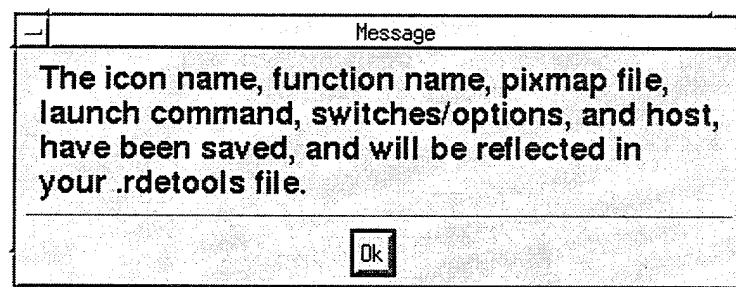 Message
The icon name, function name, pixmap file,
launch command, switches/options, and host,
have been saved, and will be reflected in
your .rdetools file.
Ok